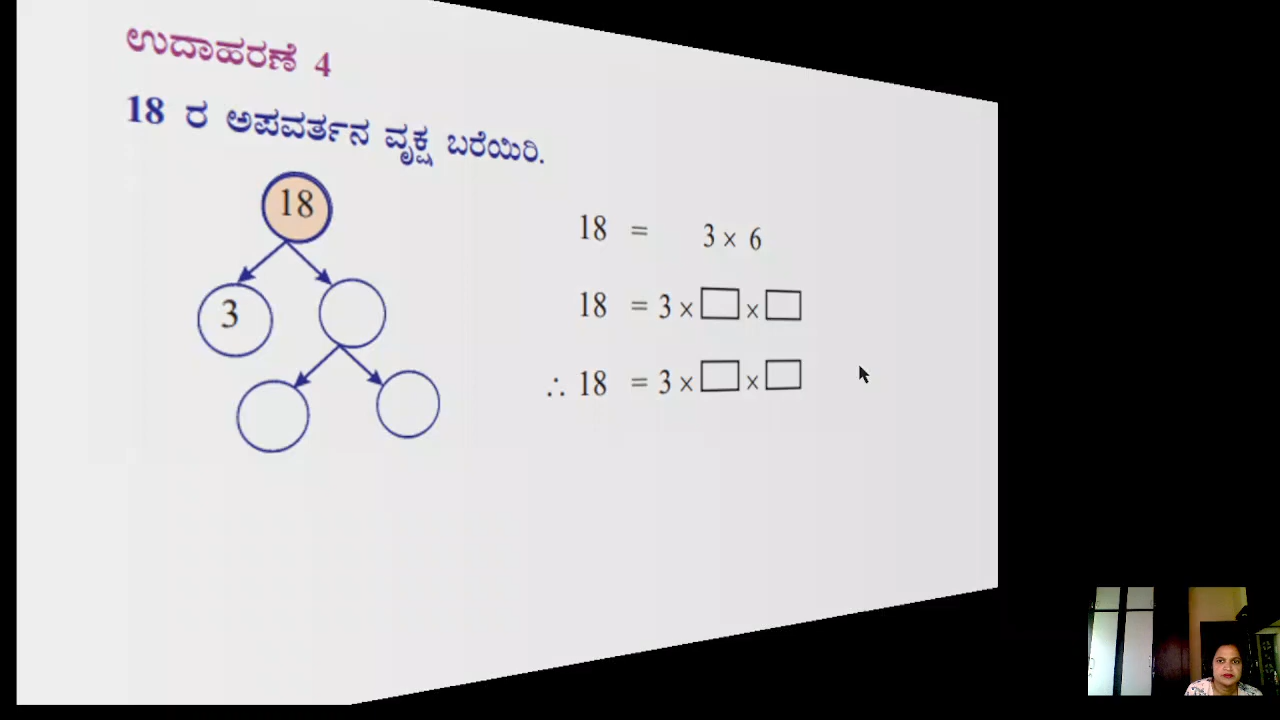 ಉದಾಹರಣೆ 4
18 ರ ಅಪವರ್ತನ ವೃಕ್ಷ ಬರೆಯಿರಿ.
18
3
18 = 3 × 6
18 = 3 × □ × □
∴ 18 = 3 × □ × □